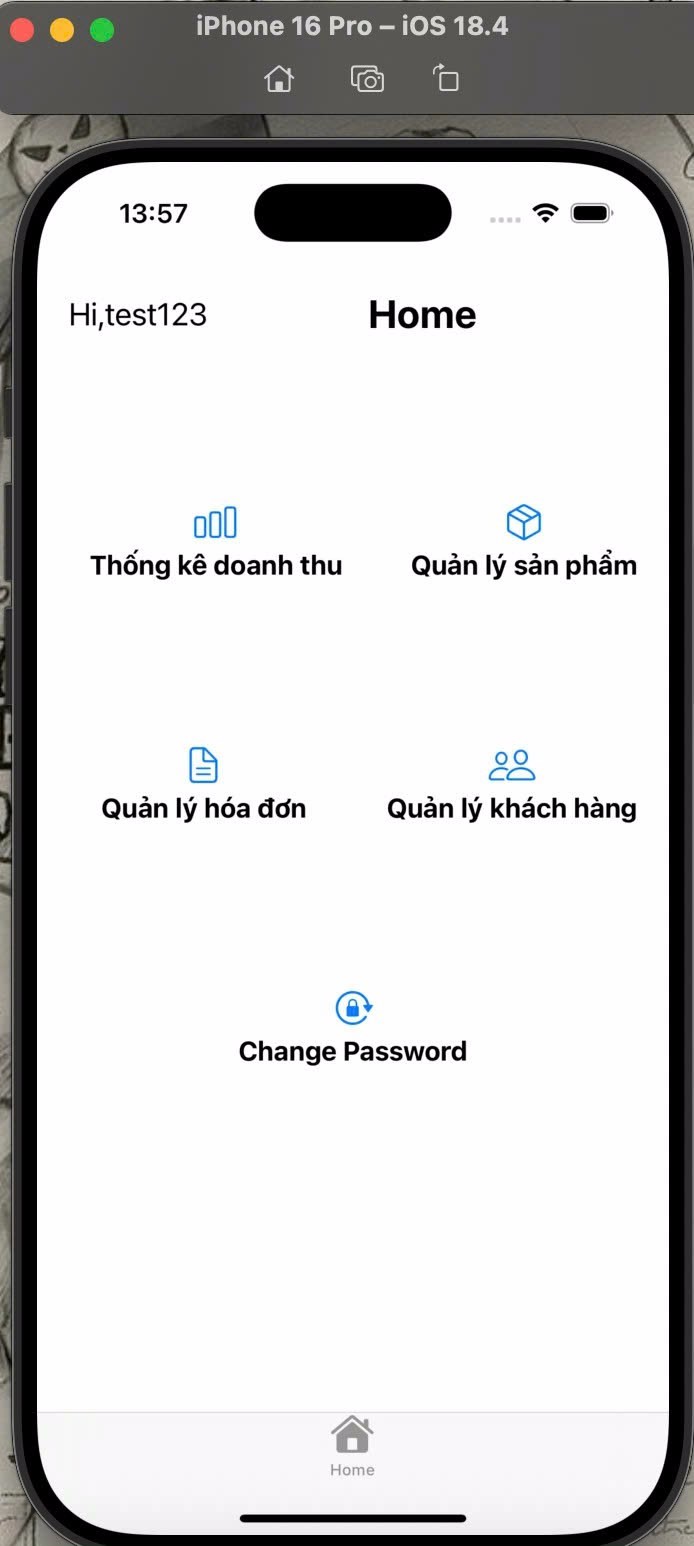 iPhone 16 Pro – iOS 18.4
13:57
Hi,test123
Home
Thống kê doanh thu
Quản lý sản phẩm
Quản lý hóa đơn
Quản lý khách hàng
Change Password
Home